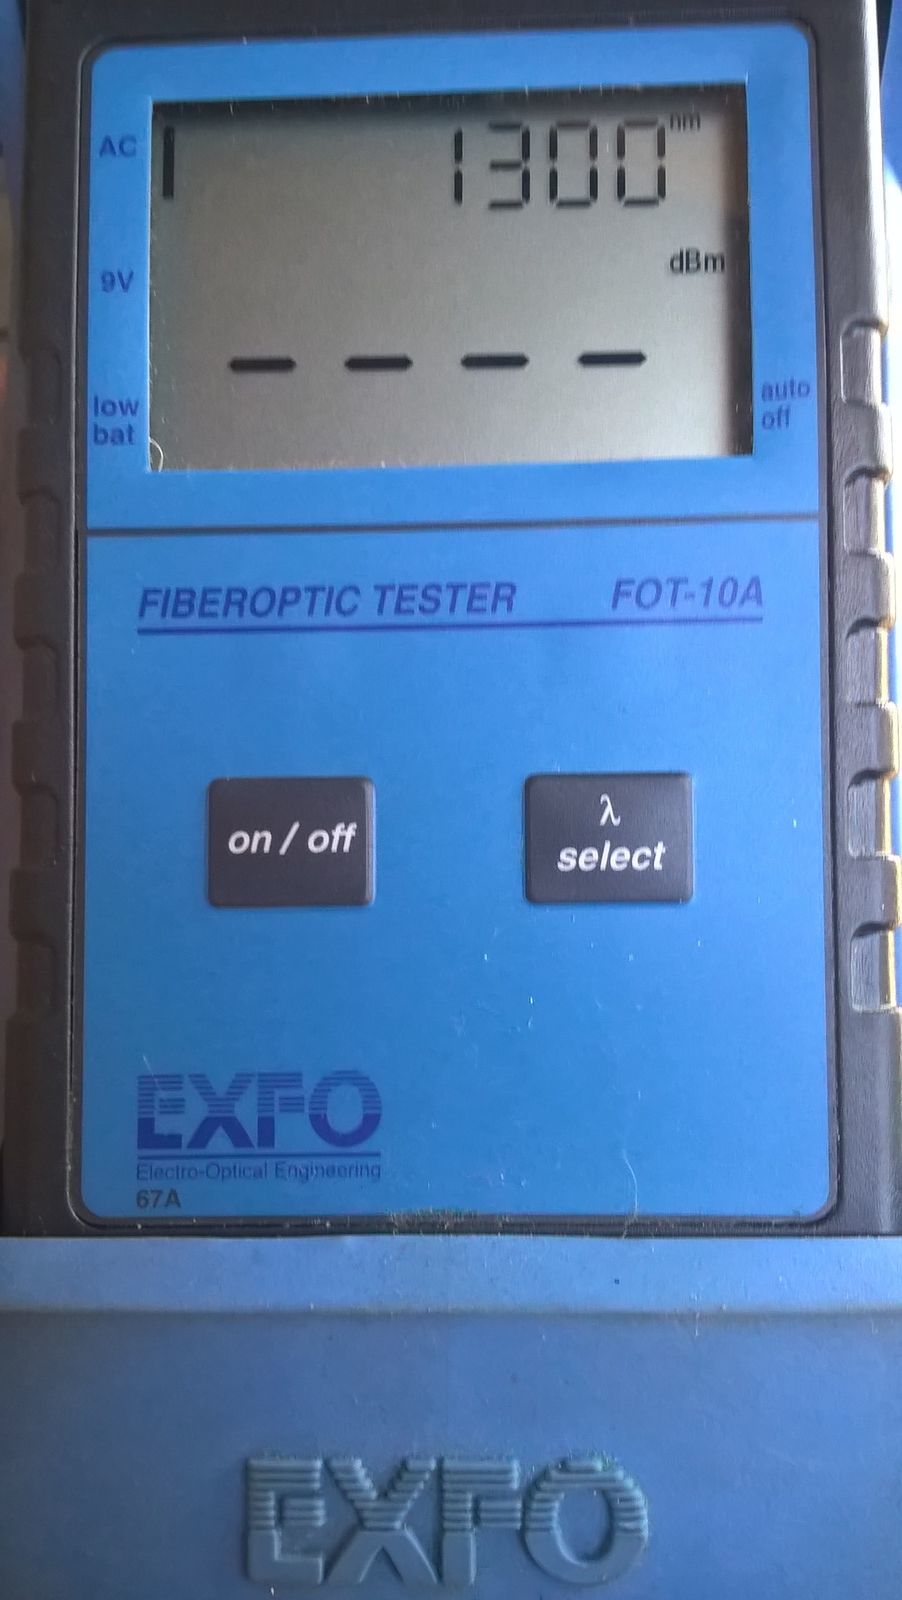 AC
1300 nm
9V
dBm
- - - -
low
bat
auto
off
FIBEROPTIC TESTER FOT-10A
on / off
λ
select
EXFO
Electro-Optical Engineering
67A
EXFO